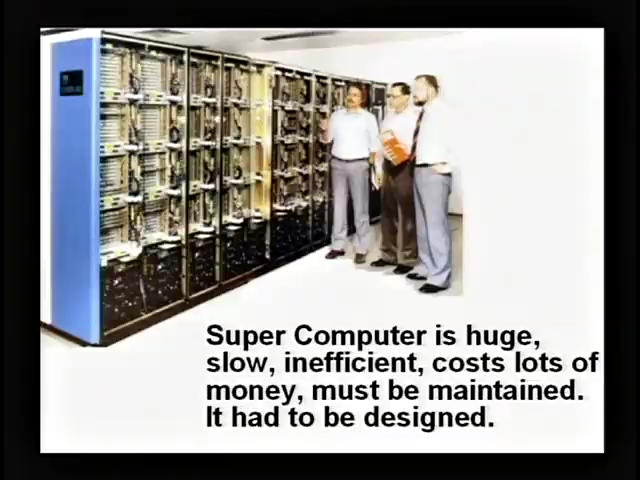 Super Computer is huge,
slow, inefficient, costs lots of
money, must be maintained.
It had to be designed.